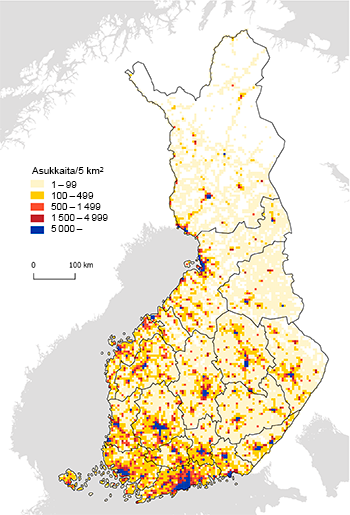 Asukkaita/5 km²
1 – 99
100 – 499
500 – 1 499
1 500 – 4 999
5 000 –
0 100 km